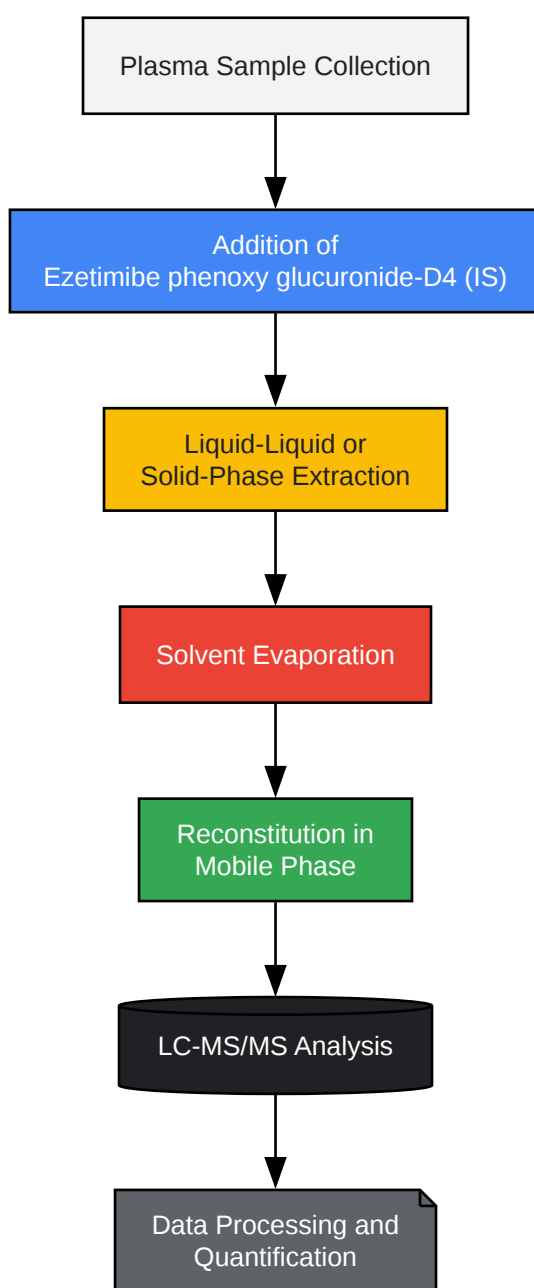 Plasma Sample Collection
Addition of
Ezetimibe phenoxy glucuronide-D4 (IS)
Liquid-Liquid or
Solid-Phase Extraction
Solvent Evaporation
Reconstitution in
Mobile Phase
LC-MS/MS Analysis
Data Processing and
Quantification